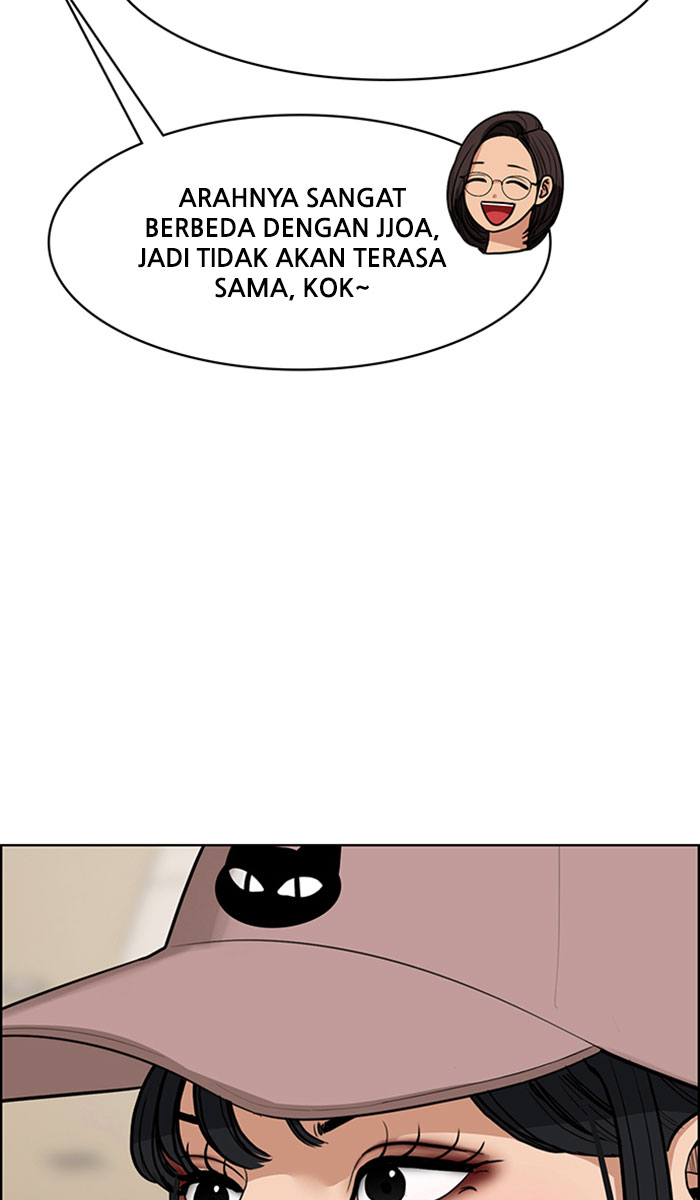 ARAHNYA SANGAT
BERBEDA DENGAN JJOA,
JADI TIDAK AKAN TERASA
SAMA, KOK~